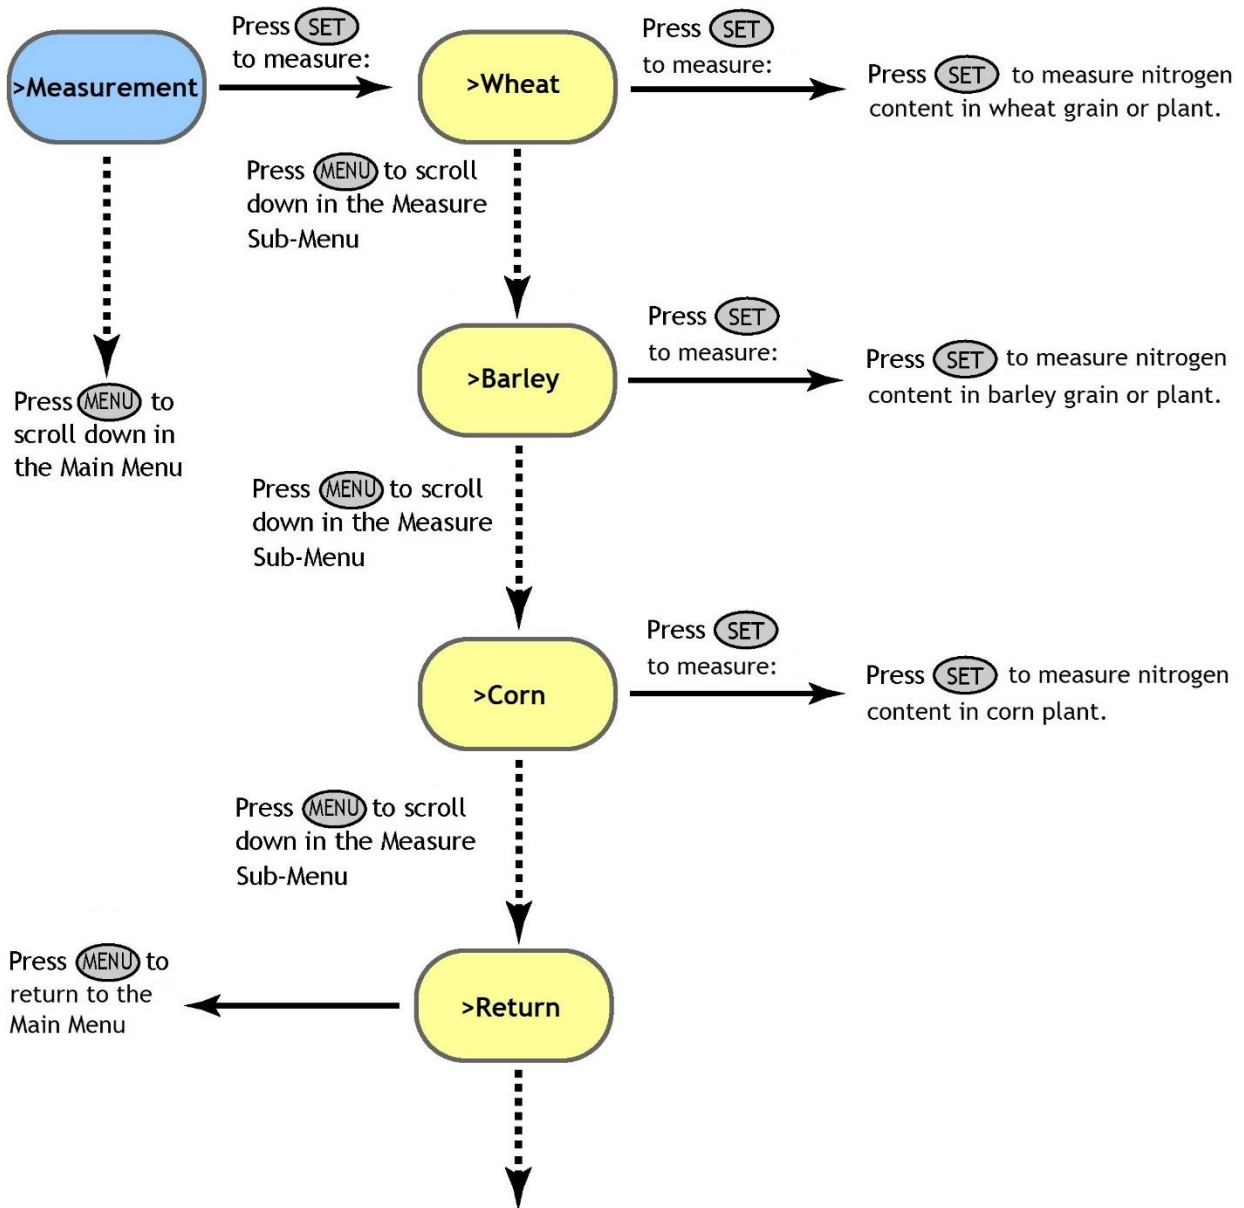 >Measurement
Press SET
to measure:
>Wheat
Press SET
to measure:
Press SET to measure nitrogen
content in wheat grain or plant.
Press MENU to scroll
down in the Measure
Sub-Menu
Press MENU to
scroll down in
the Main Menu
>Barley
Press SET
to measure:
Press SET to measure nitrogen
content in barley grain or plant.
Press MENU to scroll
down in the Measure
Sub-Menu
>Corn
Press SET
to measure:
Press SET to measure nitrogen
content in corn plant.
Press MENU to scroll
down in the Measure
Sub-Menu
>Return
Press MENU to
return to the
Main Menu